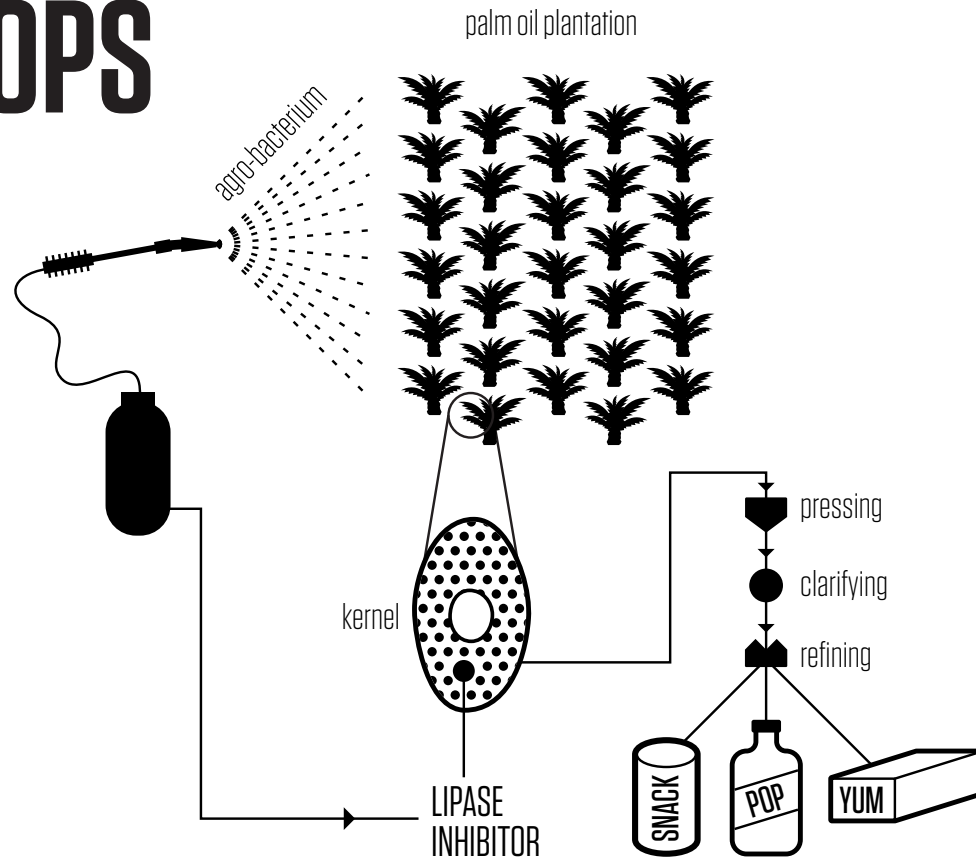 OPS
palm oil plantation
agro-bacterium
pressing
clarifying
kernel
refining
SNACK
POP
YUM
LIPASE
INHIBITOR